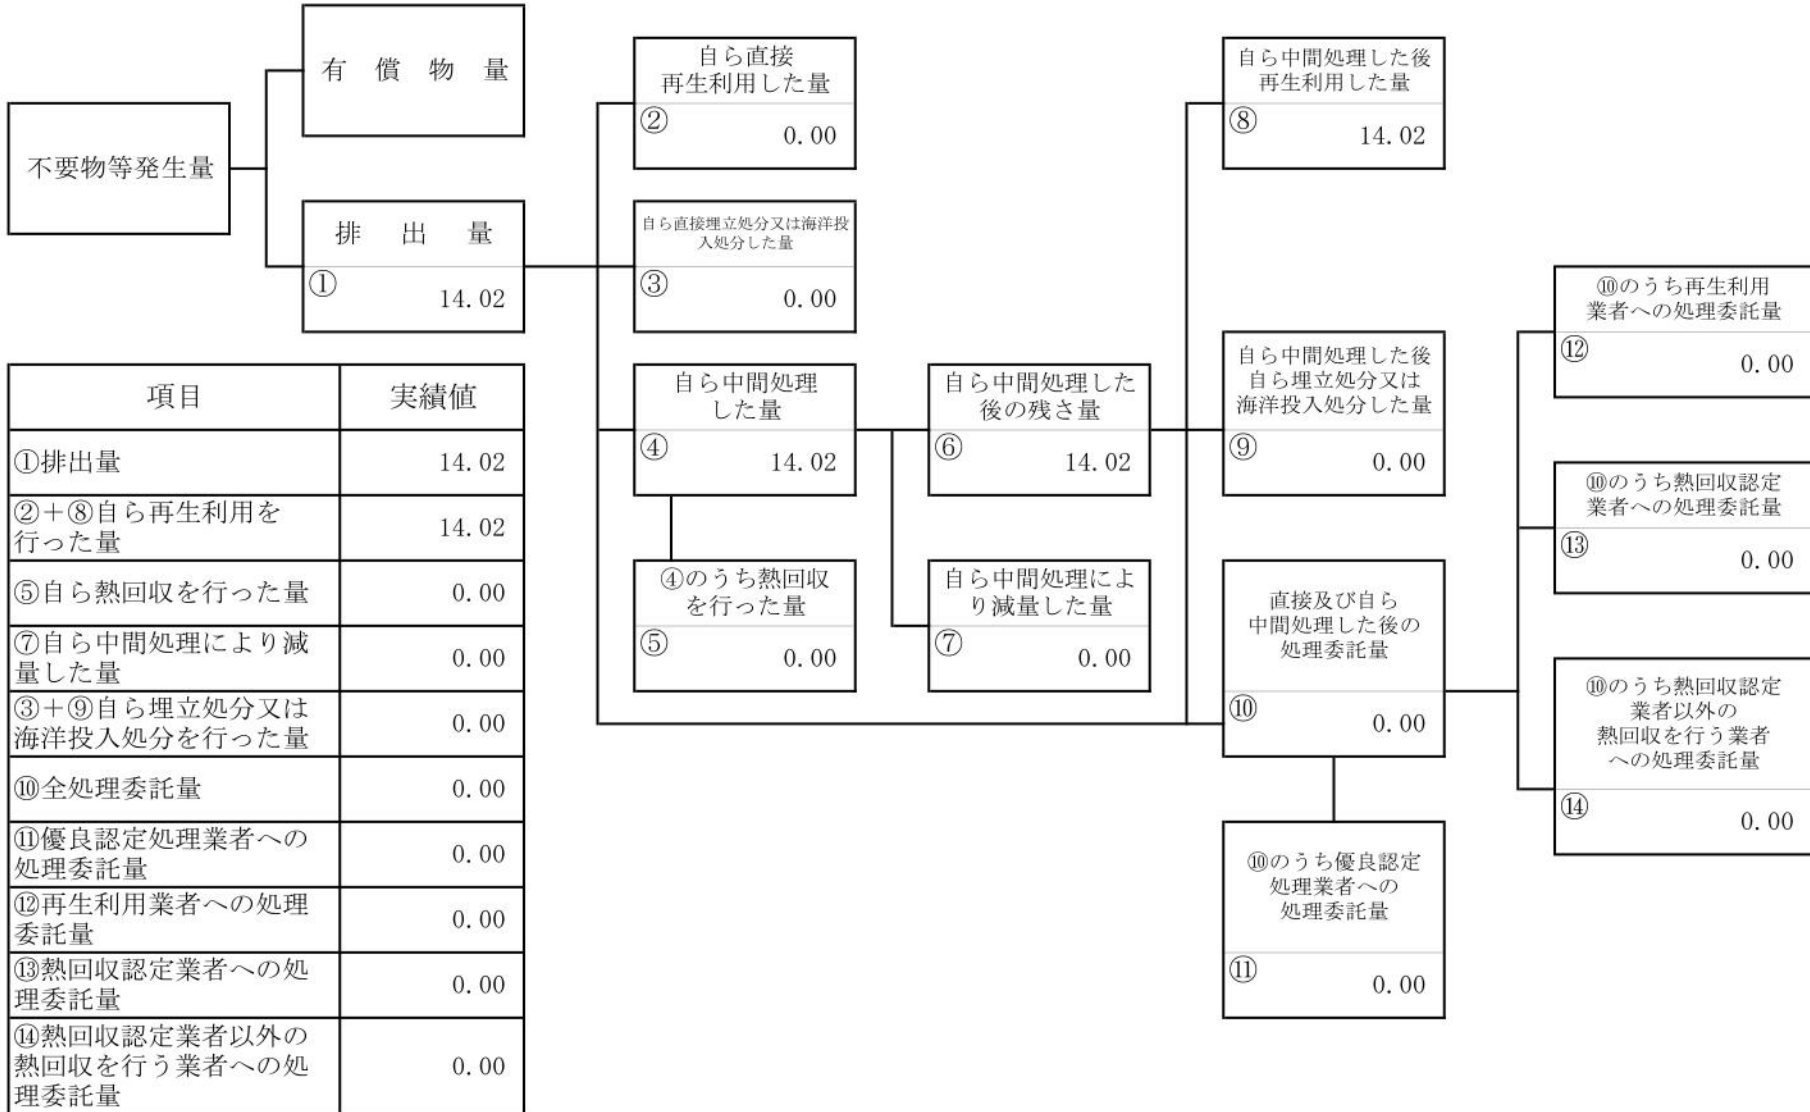 不要物等発生量
有償物量
排出量
①
14.02
自ら直接
再生利用した量
②
0.00
自ら直接埋立処分又は海洋投
入処分した量
③
0.00
自ら中間処理
した量
④
14.02
④のうち熱回収
を行った量
⑤
0.00
自ら中間処理した
後の残さ量
⑥
14.02
自ら中間処理によ
り減量した量
⑦
0.00
自ら中間処理した後
再生利用した量
⑧
14.02
自ら中間処理した後
自ら埋立処分又は
海洋投入処分した量
⑨
0.00
直接及び自ら
中間処理した後の
処理委託量
⑩
0.00
⑩のうち優良認定
処理業者への
処理委託量
⑪
0.00
⑩のうち再生利用
業者への処理委託量
⑫
0.00
⑩のうち熱回収認定
業者への処理委託量
⑬
0.00
⑩のうち熱回収認定
業者以外の
熱回収を行う業者
への処理委託量
⑭
0.00
項目 実績値
①排出量 14.02
②+⑧自ら再生利用を
行った量 14.02
⑤自ら熱回収を行った量 0.00
⑦自ら中間処理により減
量した量 0.00
③+⑨自ら埋立処分又は
海洋投入処分を行った量 0.00
⑩全処理委託量 0.00
⑪優良認定処理業者への
処理委託量 0.00
⑫再生利用業者への処理
委託量 0.00
⑬熱回収認定業者への処
理委託量 0.00
⑭熱回収認定業者以外の
熱回収を行う業者への処
理委託量 0.00